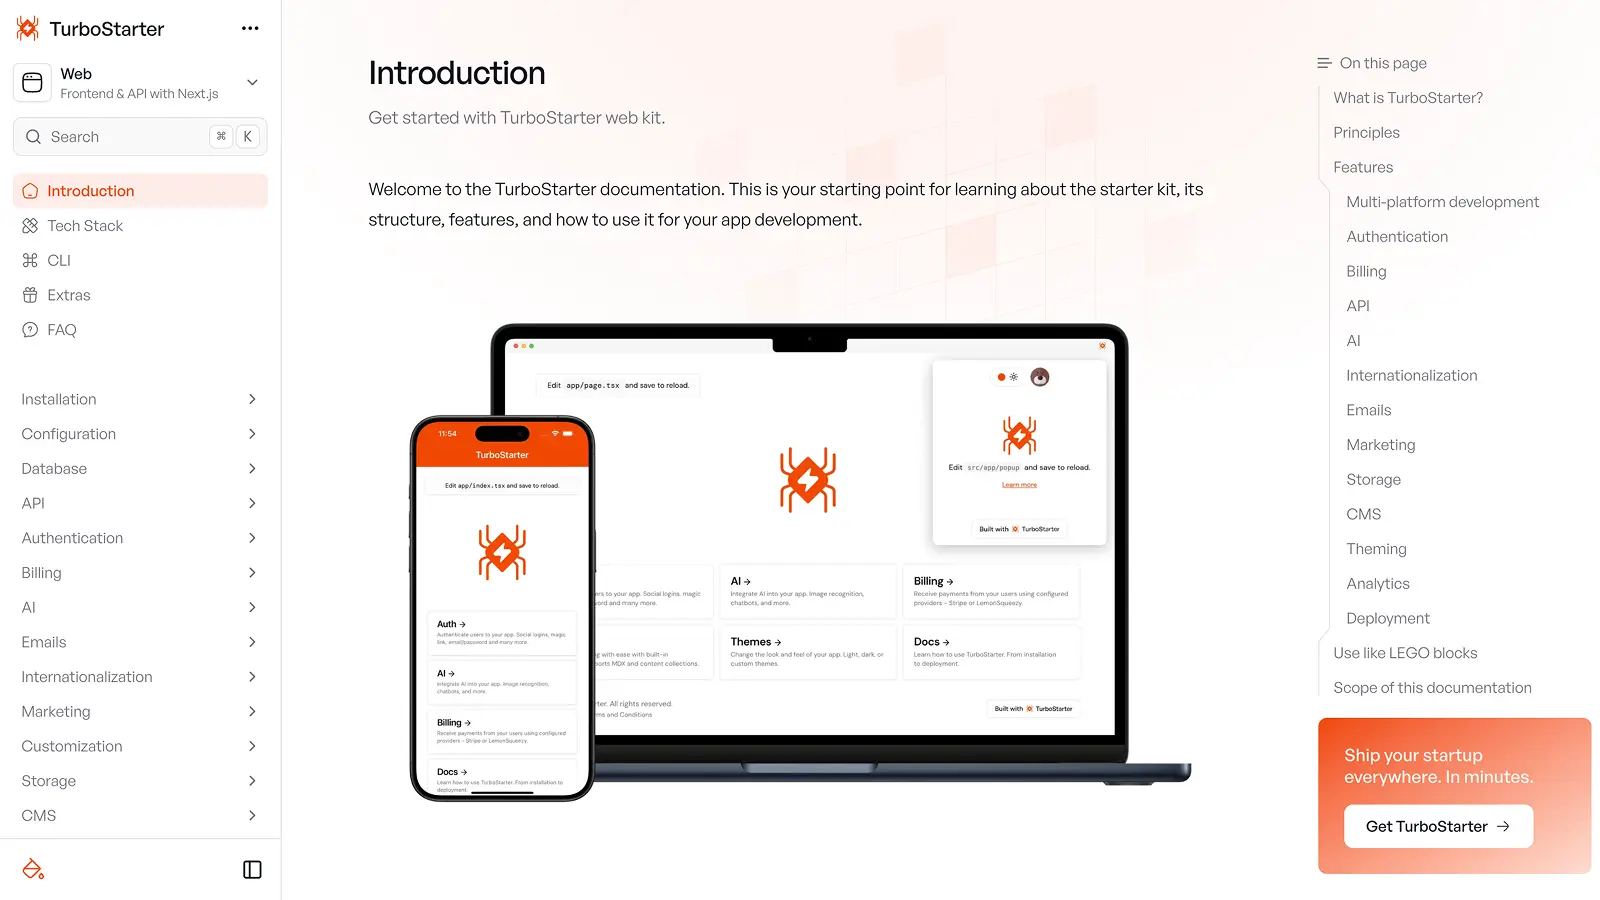 TurboStarter
Web
Frontend & API with Next.js
Search
⌘ K
Introduction
Tech Stack
CLI
Extras
FAQ
Installation
Configuration
Database
API
Authentication
Billing
AI
Emails
Internationalization
Marketing
Customization
Storage
CMS
Introduction
Get started with TurboStarter web kit.
Welcome to the TurboStarter documentation. This is your starting point for learning about the starter kit, its
structure, features, and how to use it for your app development.
Edit app/page.tsx and save to reload.
Edit src/app/popup and save to reload.
Learn more
Built with TurboStarter
11:54
TurboStarter
Edit app/index.tsx and save to reload.
Auth →
Authenticate users to your app. Social logins, magic
link, email/password and many more.
AI →
Integrate AI into your app. Image recognition,
chatbots, and more.
Billing →
Receive payments from your users using configured
providers - Stripe or LemonSqueezy.
Docs →
Learn how to use TurboStarter. From installation to
deployment.
ers to your app. Social logins, magic
word and many more.
AI →
Integrate AI into your app. Image recognition,
chatbots, and more.
Billing →
Receive payments from your users using configured
providers - Stripe or LemonSqueezy.
ng with ease with built-in
ports MDX and content collections.
Themes →
Change the look and feel of your app. Light, dark, or
custom themes.
Docs →
Learn how to use TurboStarter. From installation
to deployment.
rter. All rights reserved.
ms and Conditions
Built with TurboStarter
On this page
What is TurboStarter?
Principles
Features
Multi-platform development
Authentication
Billing
API
AI
Internationalization
Emails
Marketing
Storage
CMS
Theming
Analytics
Deployment
Use like LEGO blocks
Scope of this documentation
Ship your startup
everywhere. In minutes.
Get TurboStarter →